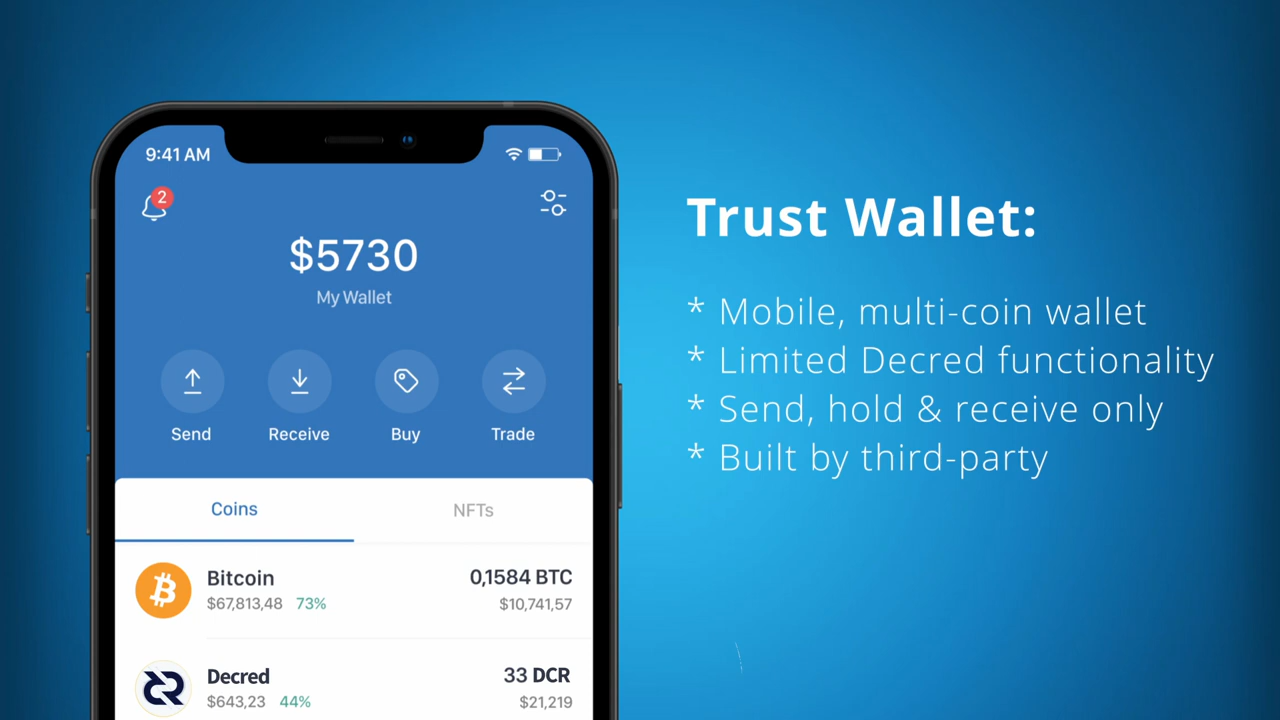 9:41 AM
2
$5730
My Wallet
Send Receive Buy Trade
Coins NFTs
Bitcoin 0,1584 BTC
$67,813,48 73% $10,741,57
Decred 33 DCR
$643,23 44% $21,219
Trust Wallet:
* Mobile, multi-coin wallet
* Limited Decred functionality
* Send, hold & receive only
* Built by third-party